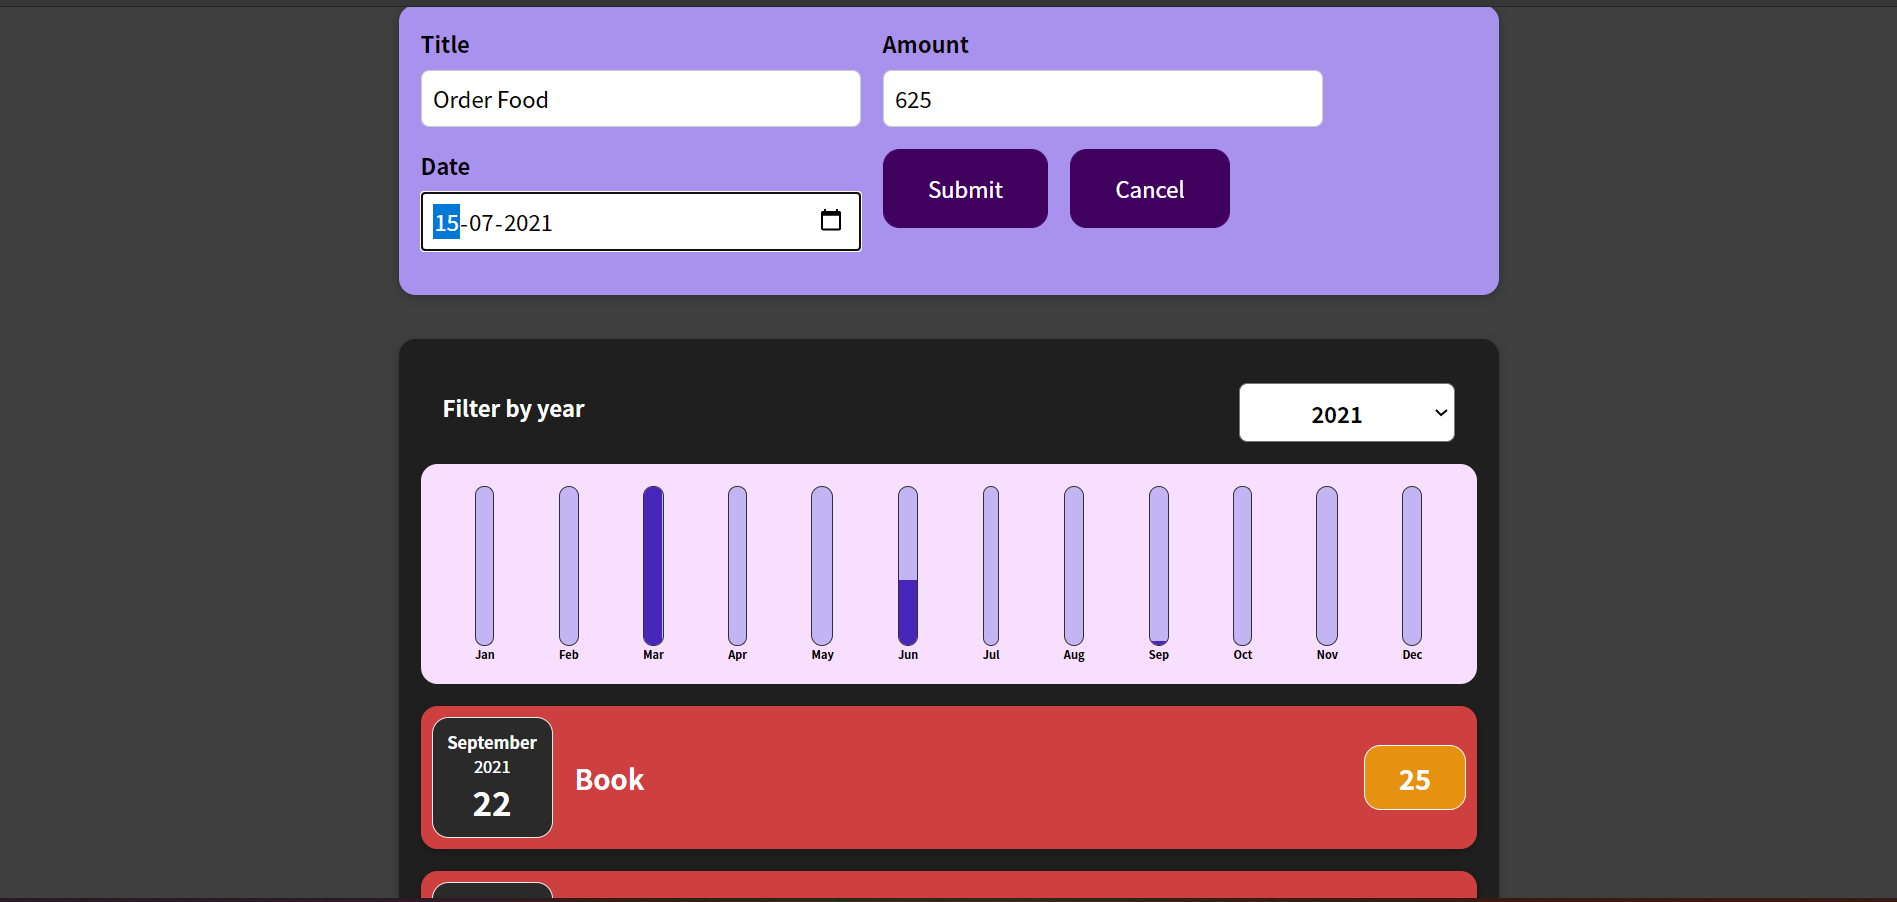 Title
Amount
Order Food
625
Date
15-07-2021
Submit
Cancel
Filter by year
2021
Jan Feb Mar Apr May Jun Jul Aug Sep Oct Nov Dec
September
2021
22
Book
25